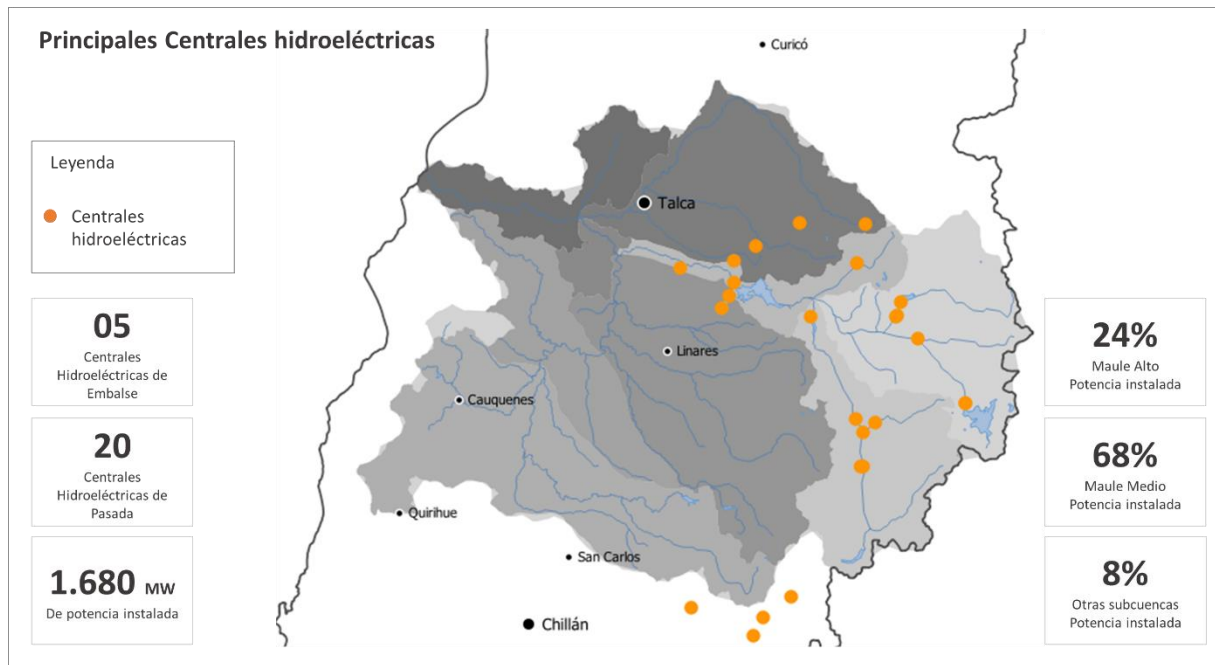 Principales Centrales hidroeléctricas
Leyenda
Centrales
hidroeléctricas
05
Centrales
Hidroeléctricas de
Embalse
20
Centrales
Hidroeléctricas de
Pasada
1.680 MW
De potencia instalada
Curicó
Talca
Linares
Cauquenes
Quirihue
San Carlos
Chillán
24%
Maule Alto
Potencia instalada
68%
Maule Medio
Potencia instalada
8%
Otras subcuencas
Potencia instalada